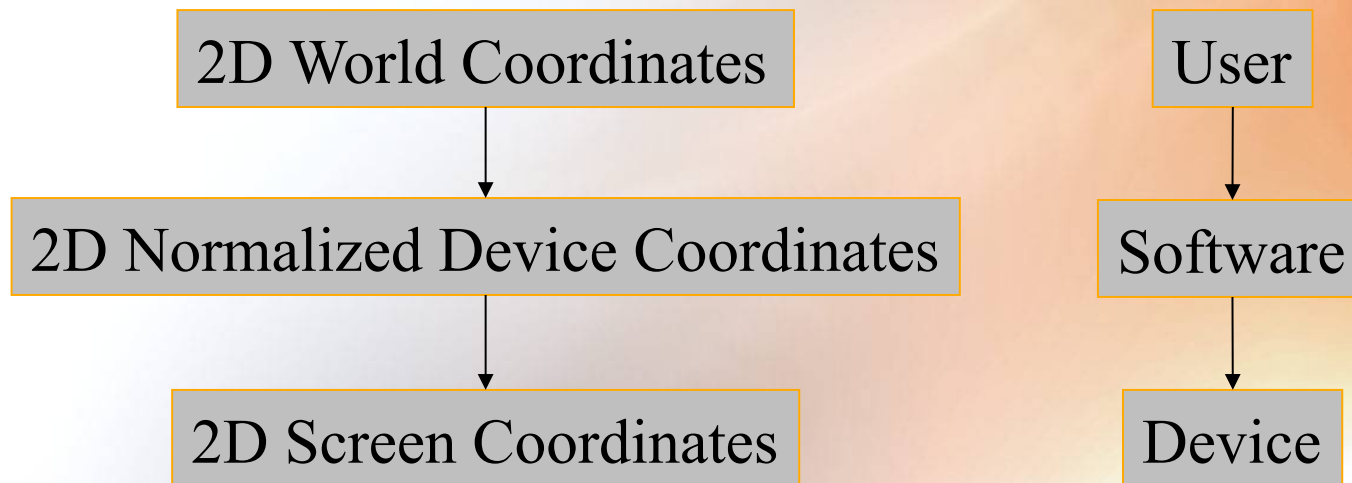 2D World Coordinates
User
2D Normalized Device Coordinates
Software
2D Screen Coordinates
Device